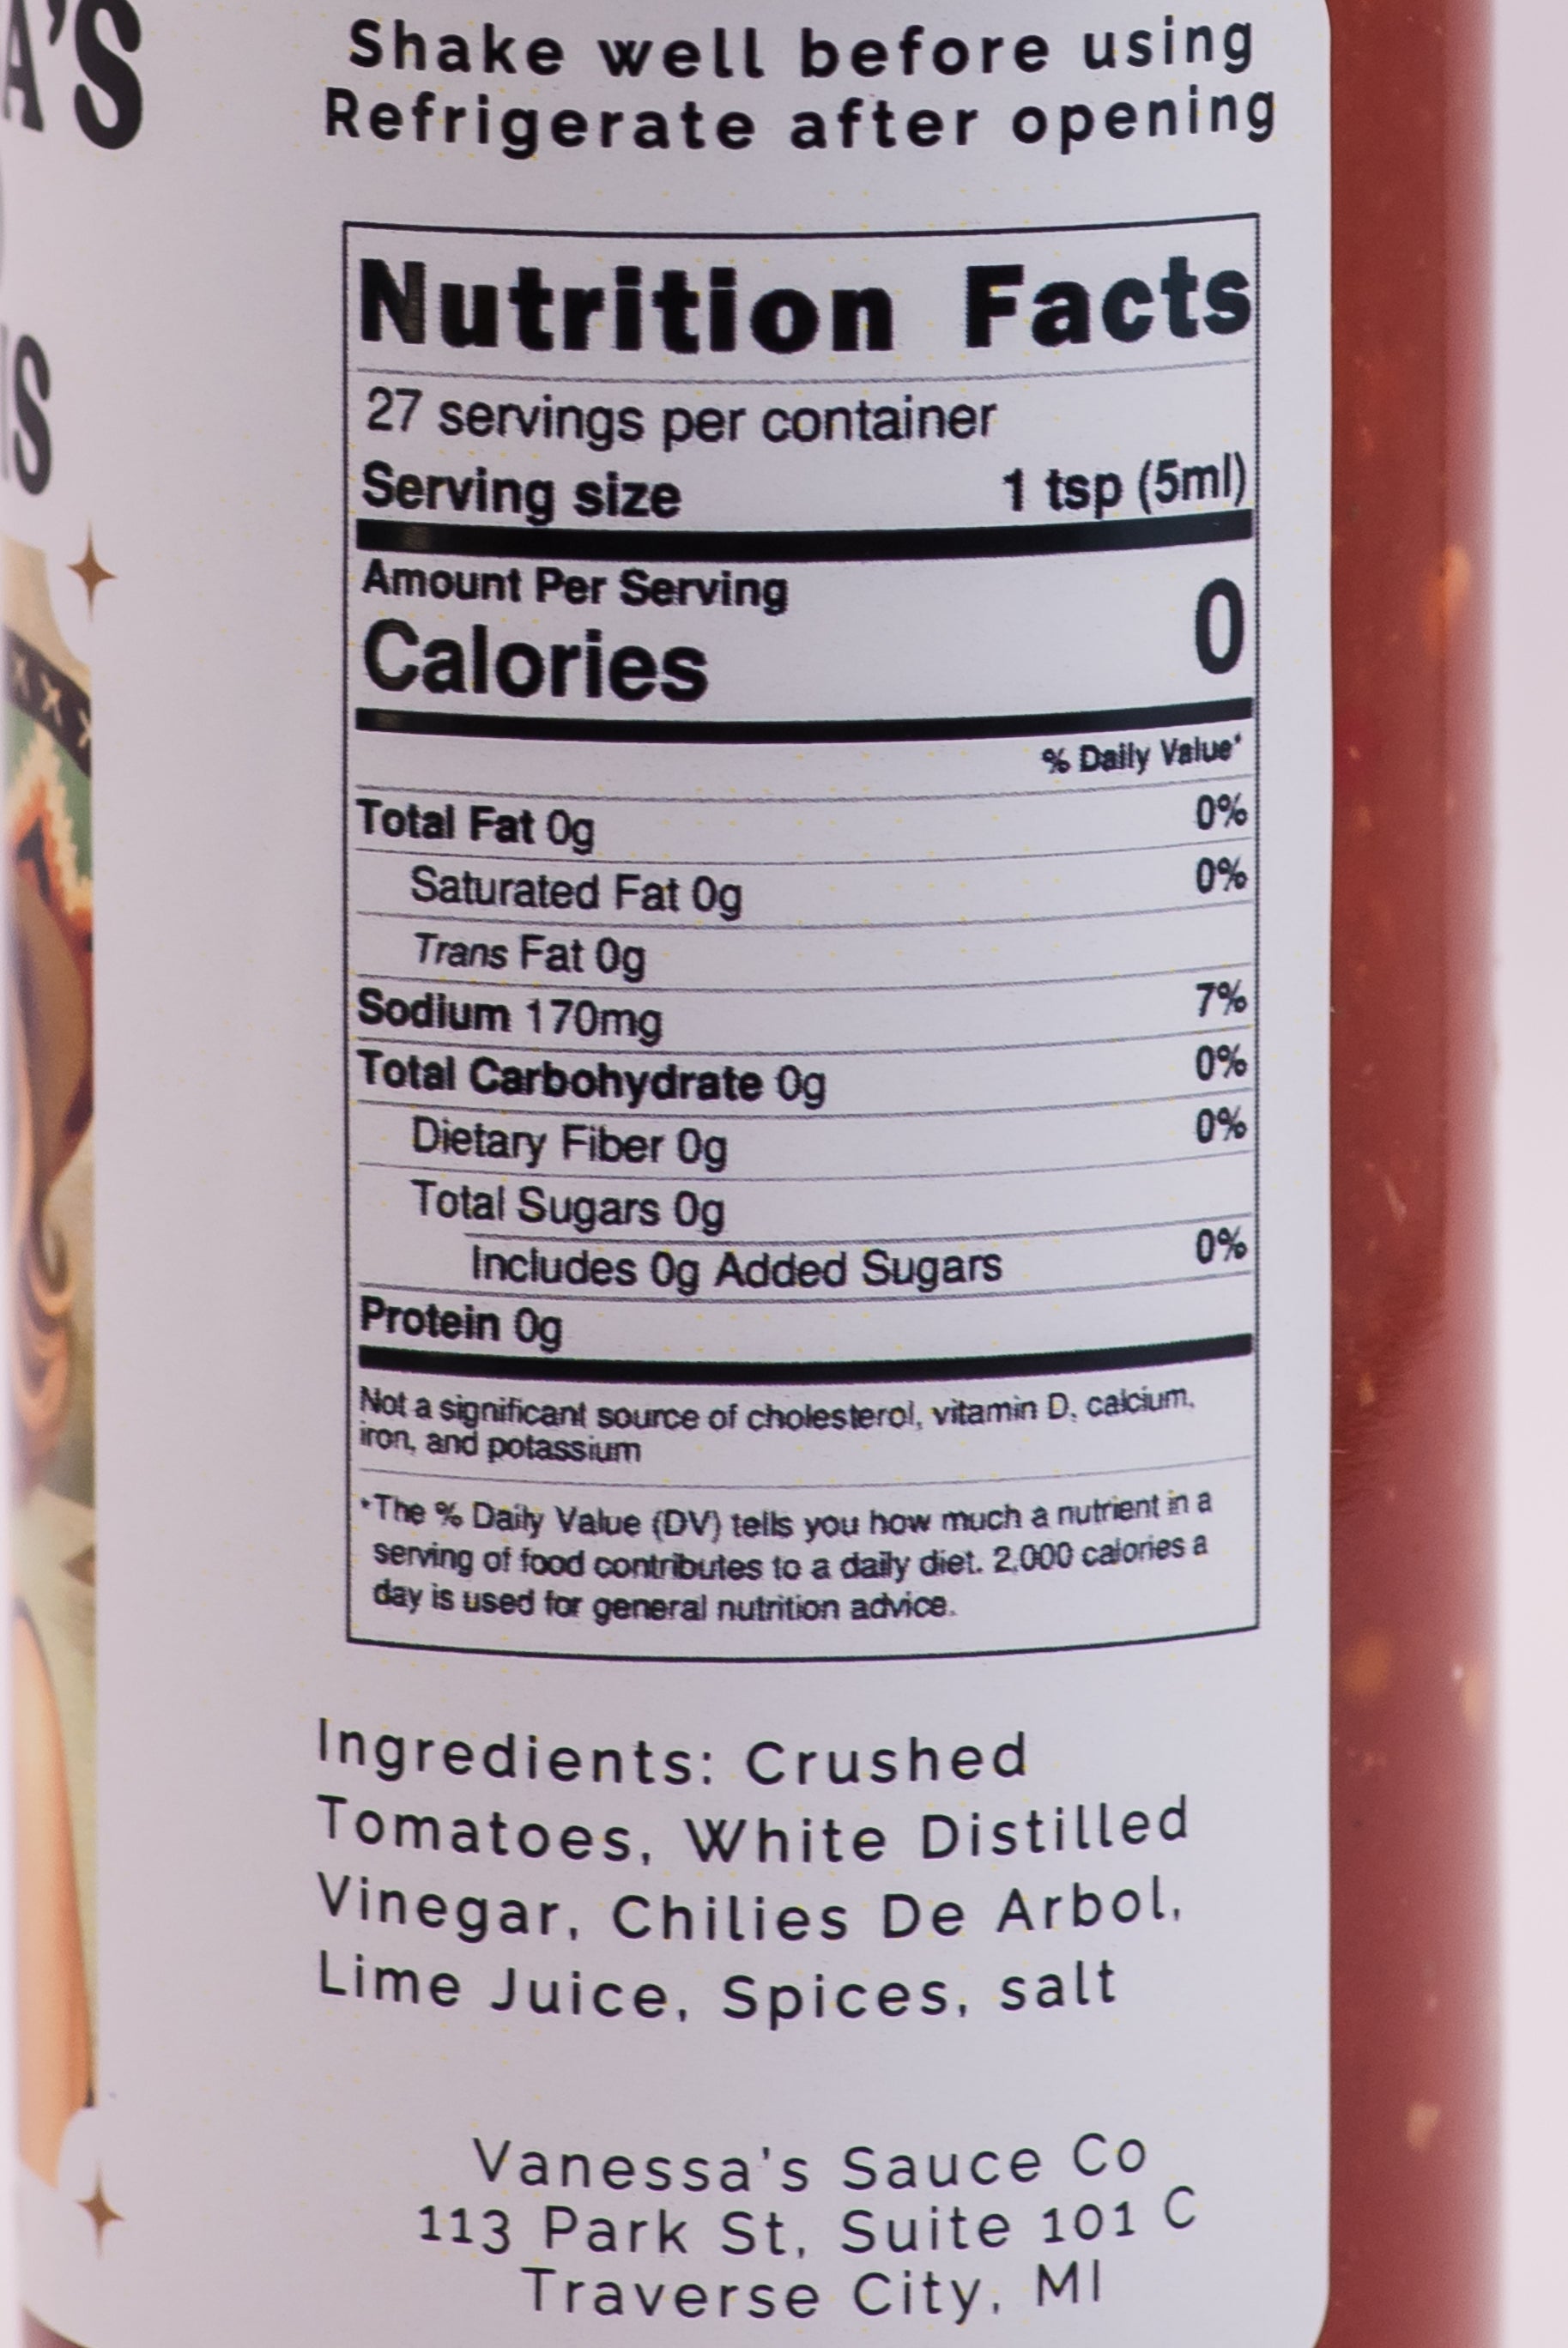 A'S
Shake well before using
Refrigerate after opening
Nutrition Facts
27 servings per container
Serving size 1 tsp (5ml)
Amount Per Serving
Calories 0
% Daily Value*
Total Fat 0g 0%
Saturated Fat 0g 0%
Trans Fat 0g
Sodium 170mg 7%
Total Carbohydrate 0g 0%
Dietary Fiber 0g 0%
Total Sugars 0g
Includes 0g Added Sugars 0%
Protein 0g
Not a significant source of cholesterol, vitamin D, calcium,
iron, and potassium
*The % Daily Value (DV) tells you how much a nutrient in a
serving of food contributes to a daily diet. 2,000 calories a
day is used for general nutrition advice.
Ingredients: Crushed
Tomatoes, White Distilled
Vinegar, Chilies De Arbol,
Lime Juice, Spices, salt
Vanessa's Sauce Co
113 Park St, Suite 101 C
Traverse City, MI